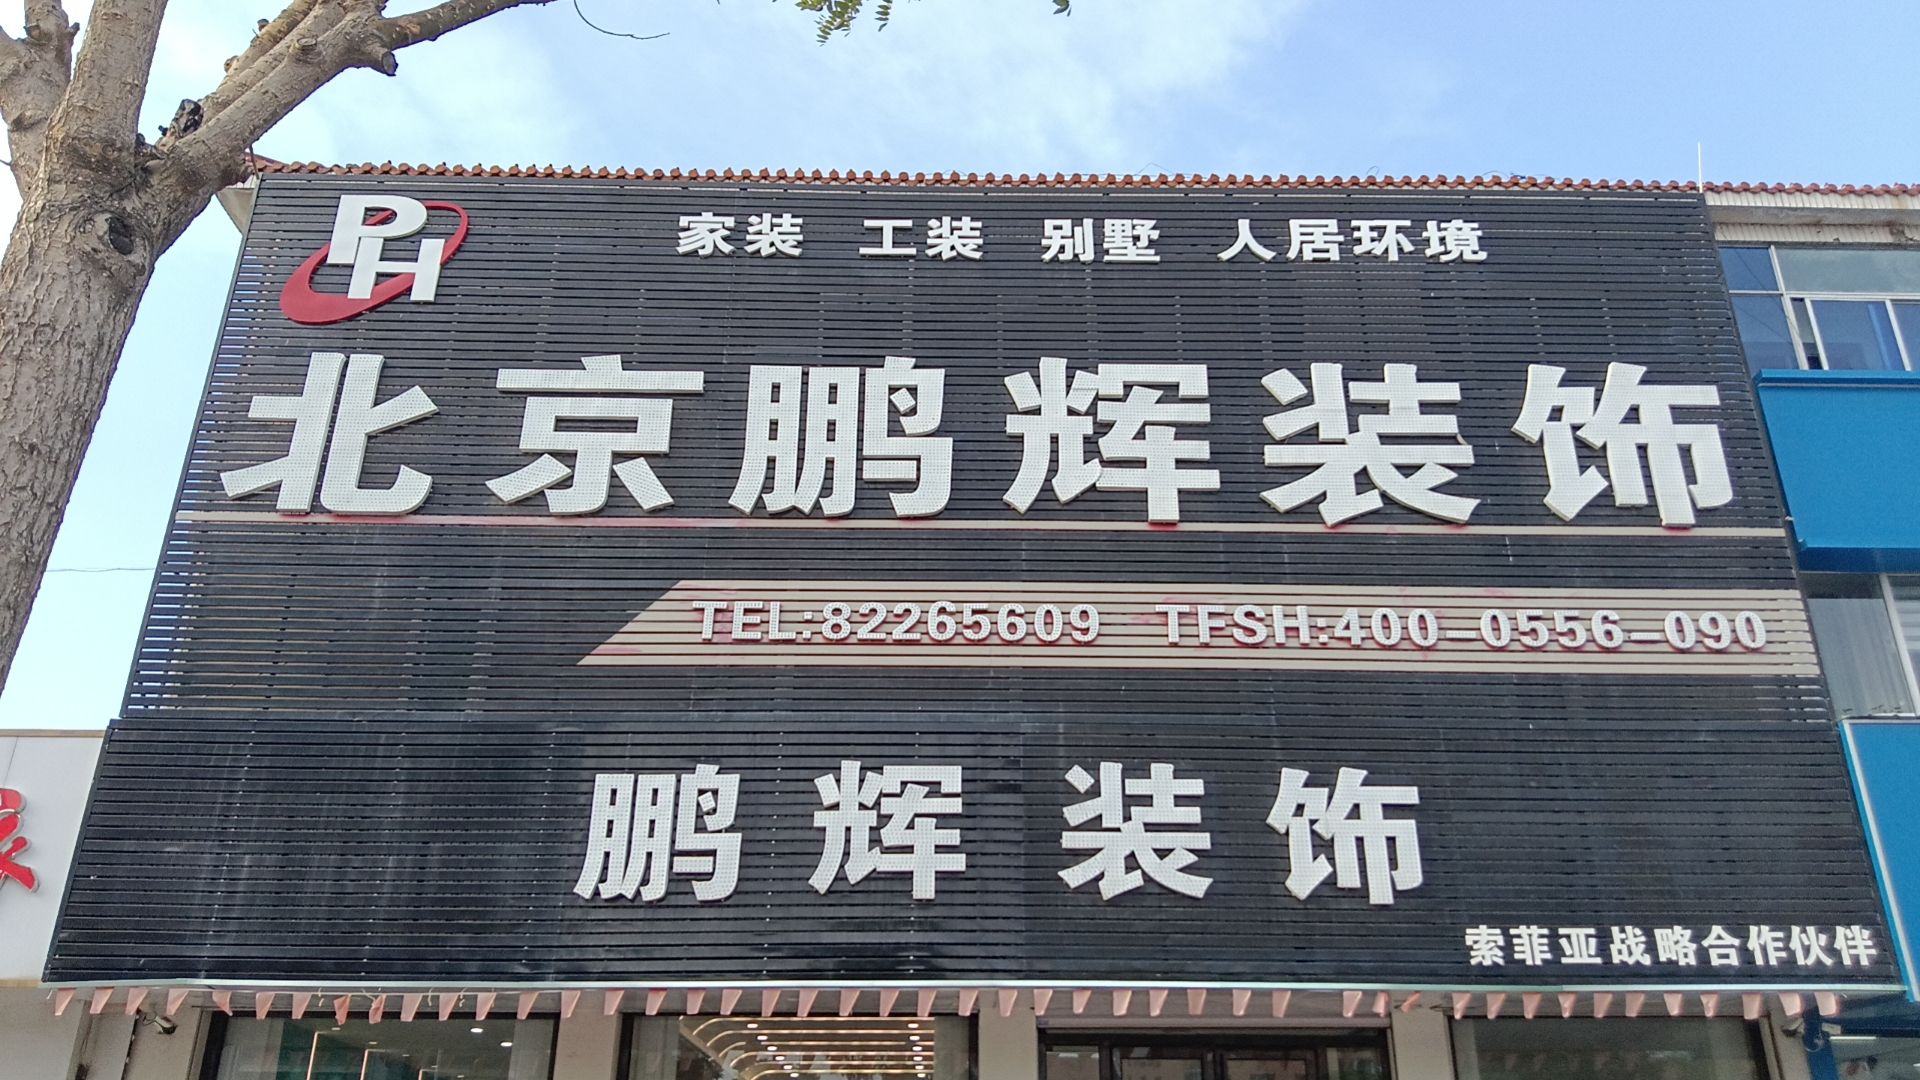 PH
家装 工装 别墅 人居环境
北京鹏辉装饰
TEL:82265609 TFSH:400-0556-090
鹏辉装饰
索菲亚战略合作伙伴